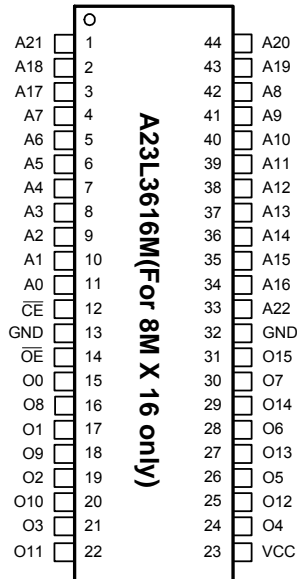 A21 1 44 A20
A18 2 43 A19
A17 3 42 A8
A7 4 41 A9
A6 5 40 A10
A5 6 39 A11
A4 7 38 A12
A3 8 37 A13
A2 9 36 A14
A1 10 35 A15
A0 11 34 A16
CE 12 33 A22
GND 13 32 GND
OE 14 31 O15
O0 15 30 O7
O8 16 29 O14
O1 17 28 O6
O9 18 27 O13
O2 19 26 O5
O10 20 25 O12
O3 21 24 O4
O11 22 23 VCC
A23L3616M(For 8M X 16 only)